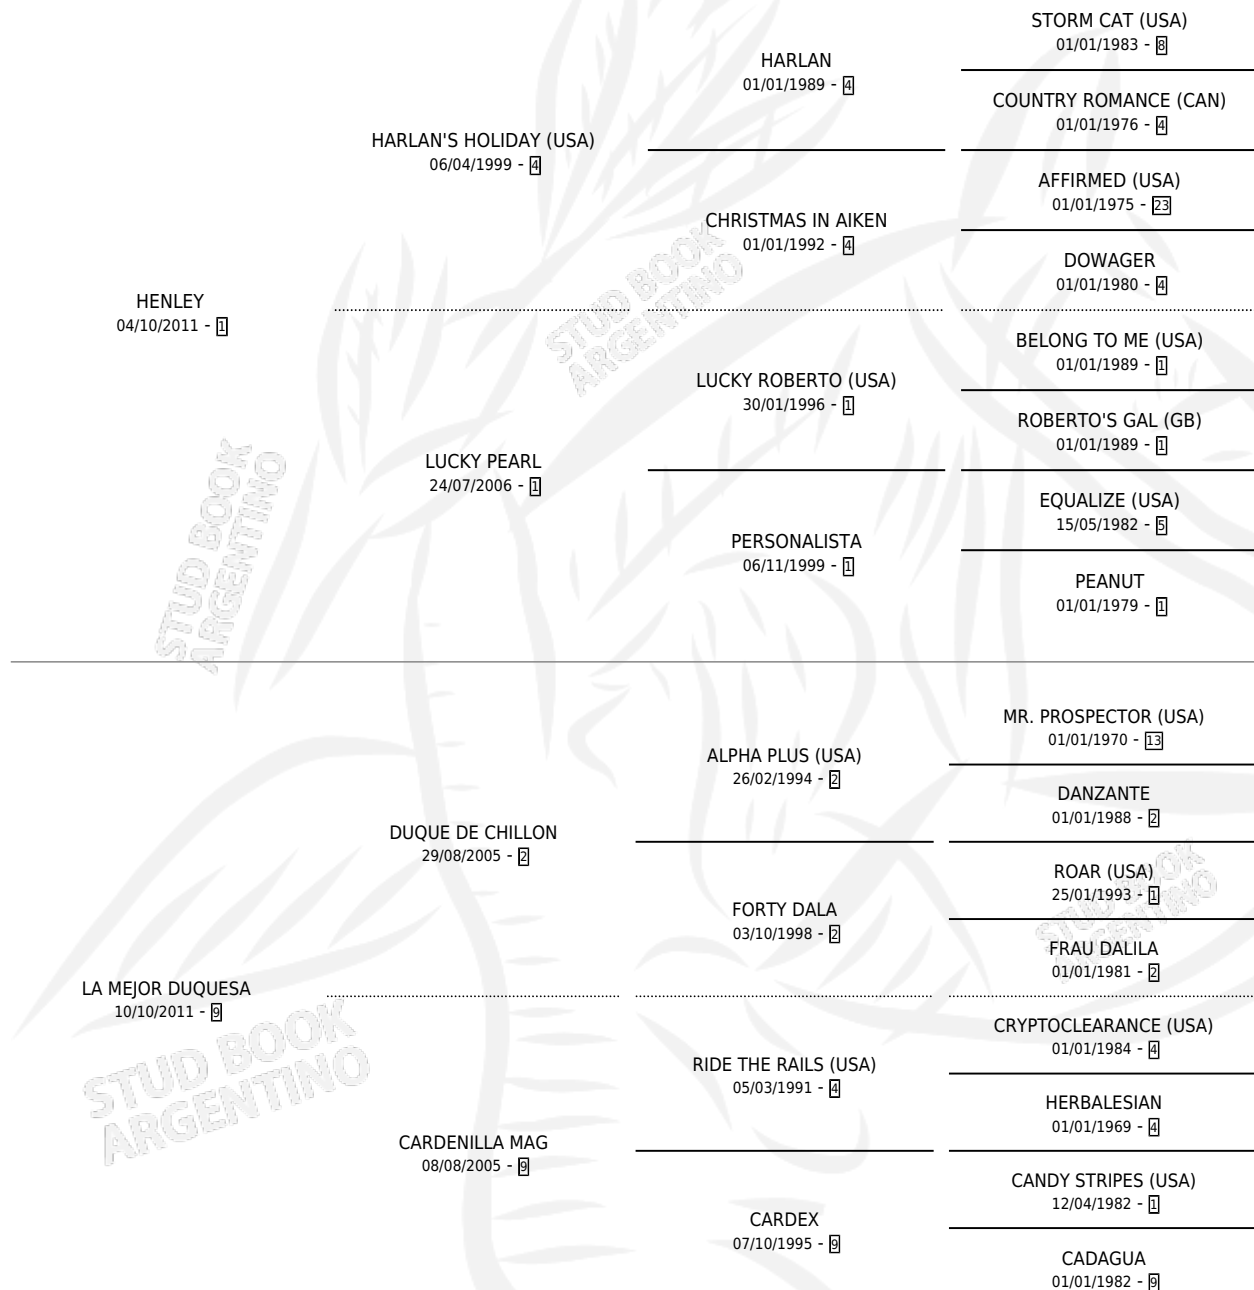 STORM CAT (USA)
01/01/1983 - 8
HARLAN
01/01/1989 - 4
COUNTRY ROMANCE (CAN)
01/01/1976 - 4
HARLAN'S HOLIDAY (USA)
06/04/1999 - 4
AFFIRMED (USA)
01/01/1975 - 23
CHRISTMAS IN AIKEN
01/01/1992 - 4
DOWAGER
01/01/1980 - 4
HENLEY
04/10/2011 - 1
BELONG TO ME (USA)
01/01/1989 - 1
LUCKY ROBERTO (USA)
30/01/1996 - 1
ROBERTO'S GAL (GB)
01/01/1989 - 1
LUCKY PEARL
24/07/2006 - 1
EQUALIZE (USA)
15/05/1982 - 5
PERSONALISTA
06/11/1999 - 1
PEANUT
01/01/1979 - 1
MR. PROSPECTOR (USA)
01/01/1970 - 13
ALPHA PLUS (USA)
26/02/1994 - 2
DANZANTE
01/01/1988 - 2
DUQUE DE CHILLON
29/08/2005 - 2
ROAR (USA)
25/01/1993 - 1
FORTY DALA
03/10/1998 - 2
FRAU DALILA
01/01/1981 - 2
LA MEJOR DUQUESA
10/10/2011 - 9
CRYPTOCLEARANCE (USA)
01/01/1984 - 4
RIDE THE RAILS (USA)
05/03/1991 - 4
HERBALESIAN
01/01/1969 - 4
CARDENILLA MAG
08/08/2005 - 9
CANDY STRIPES (USA)
12/04/1982 - 1
CARDEX
07/10/1995 - 9
CADAGUA
01/01/1982 - 9
STUD BOOK
ARGENTINO
STUD BOOK
ARGENTINO
STUD BOOK
ARGENTINO
STUD BOOK
ARGENTINO